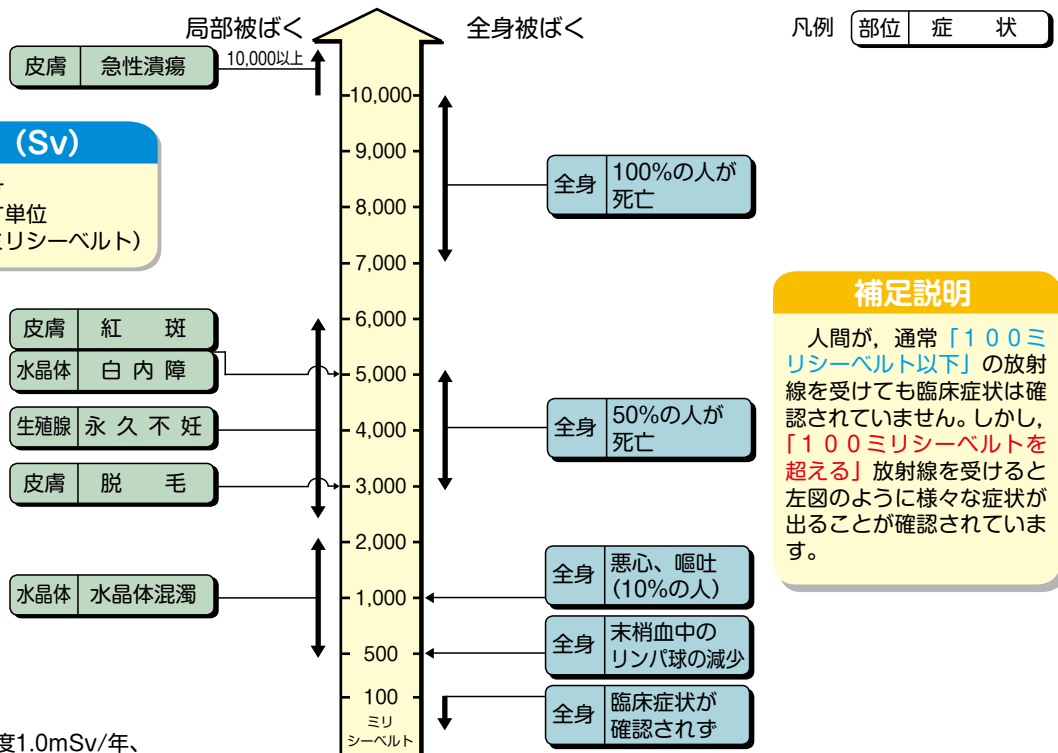 局部被ばく
全身被ばく
凡例 部位 症 状
皮膚 急性潰瘍
10,000以上
(Sv)
単位
リシーベルト)
皮膚 紅 斑
水晶体 白内障
生殖腺 永久不妊
皮膚 脱 毛
水晶体 水晶体混濁
10,000
9,000
8,000
7,000
6,000
5,000
4,000
3,000
2,000
1,000
500
100
ミリ
シーベルト
全身 100%の人が
死亡
全身 50%の人が
死亡
全身 悪心、嘔吐
(10%の人)
全身 末梢血中の
リンパ球の減少
全身 臨床症状が
確認されず
補足説明
人間が,通常「100ミ
リシーベルト以下」の放射
線を受けても臨床症状は確
認されていません。しかし,
「100ミリシーベルトを
超える」放射線を受けると
左図のように様々な症状が
出ることが確認されていま
す。
度1.0mSv/年、